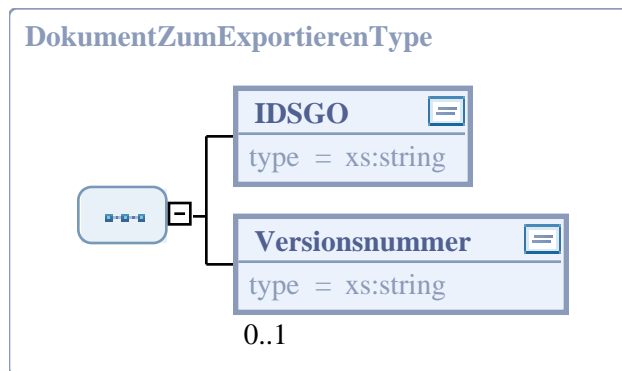 DokumentZumExportierenType
IDSGO
type = xs:string
Versionsnummer
type = xs:string
0..1